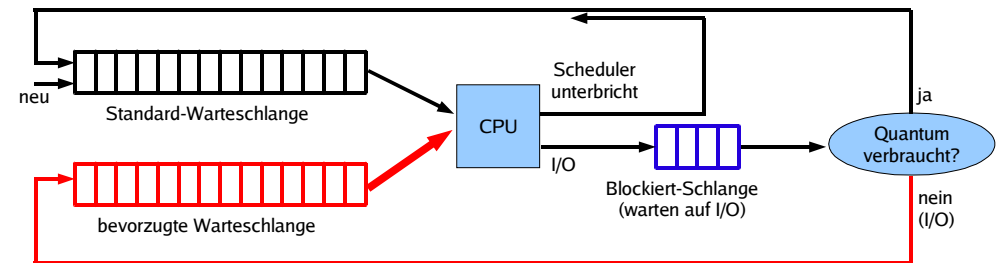 neu
Standard-Warteschlange
bevorzugte Warteschlange
CPU
Scheduler
unterbricht
I/O
Blockiert-Schlange
(warten auf I/O)
ja
Quantum
verbraucht?
nein
(I/O)